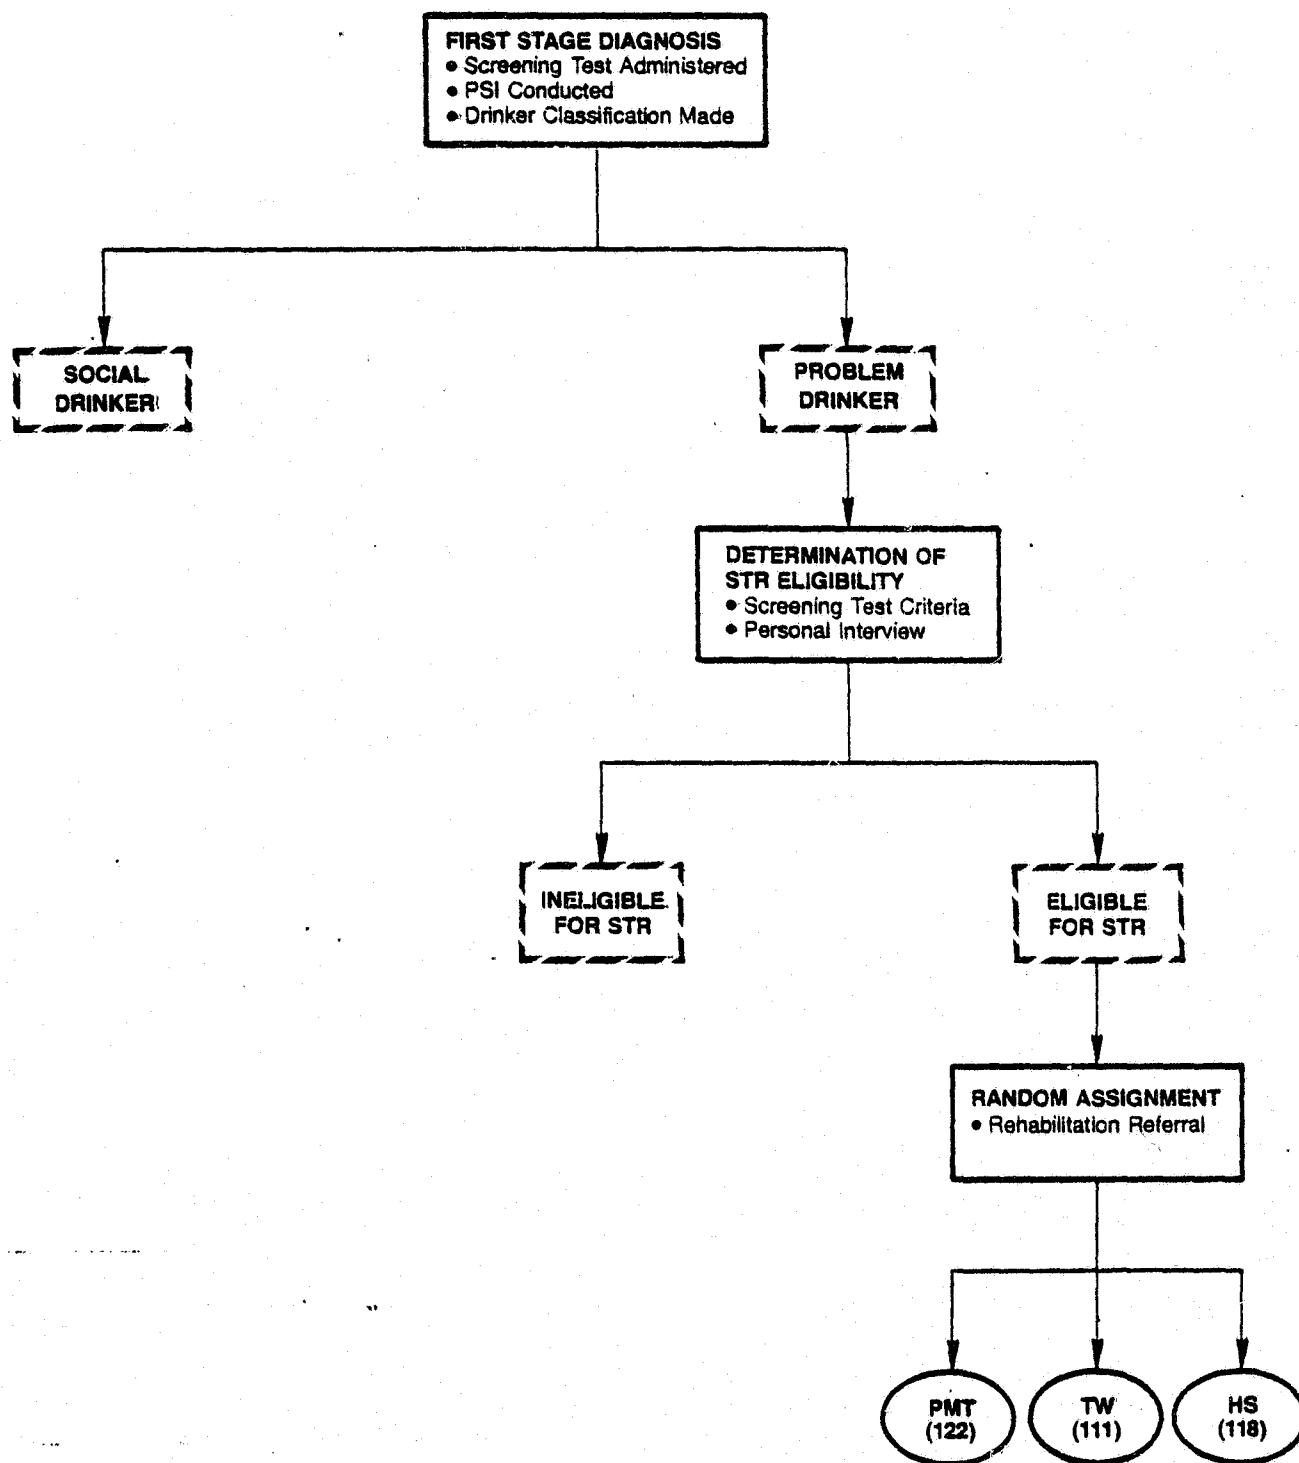 FIRST STAGE DIAGNOSIS
• Screening Test Administered
• PSI Conducted
• Drinker Classification Made
SOCIAL
DRINKER
PROBLEM
DRINKER
DETERMINATION OF
STR ELIGIBILITY
• Screening Test Criteria
• Personal Interview
INELIGIBLE
FOR STR
ELIGIBLE
FOR STR
RANDOM ASSIGNMENT
• Rehabilitation Referral
PMT
(122)
TW
(111)
HS
(118)